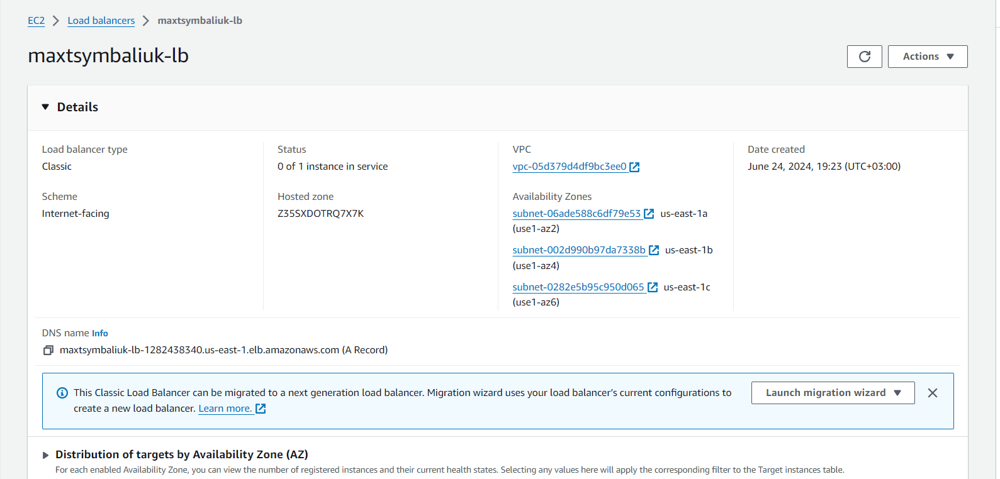 EC2 > Load balancers > maxtsymbaliuk-lb
maxtsymbaliuk-lb
Actions
Details
Load balancer type
Classic
Scheme
Internet-facing
Status
0 of 1 instance in service
Hosted zone
Z35SXDOTRQ7X7K
VPC
vpc-05d379d4df9bc3ee0
Availability Zones
subnet-06ade588c6df79e53 us-east-1a
(use1-az2)
subnet-002d990b97da7338b us-east-1b
(use1-az4)
subnet-0282e5b95c950d065 us-east-1c
(use1-az6)
Date created
June 24, 2024, 19:23 (UTC+03:00)
DNS name Info
maxtsymbaliuk-lb-1282438340.us-east-1.elb.amazonaws.com (A Record)
This Classic Load Balancer can be migrated to a next generation load balancer. Migration wizard uses your load balancer’s current configurations to
create a new load balancer. Learn more.
Launch migration wizard
Distribution of targets by Availability Zone (AZ)
For each enabled Availability Zone, you can view the number of registered instances and their current health states. Selecting any values here will apply the corresponding filter to the Target instances table.